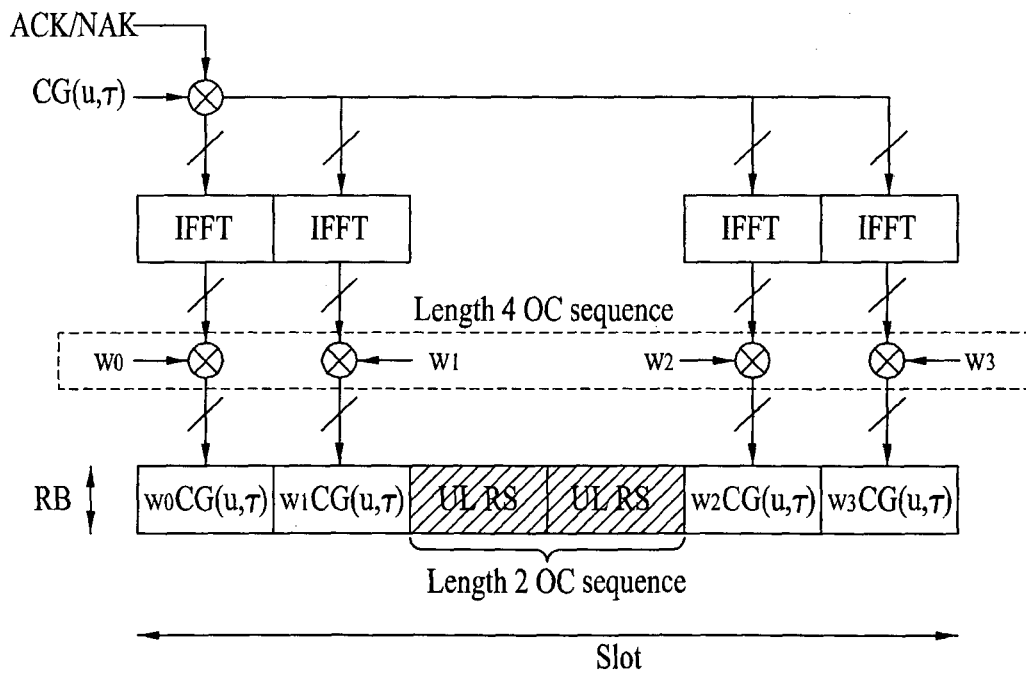 ACK/NAK
CG(u,τ)
IFFT IFFT IFFT IFFT
Length 4 OC sequence
W0 W1 W2 W3
RB
w0CG(u,τ) w1CG(u,τ) UL RS UL RS w2CG(u,τ) w3CG(u,τ)
Length 2 OC sequence
Slot